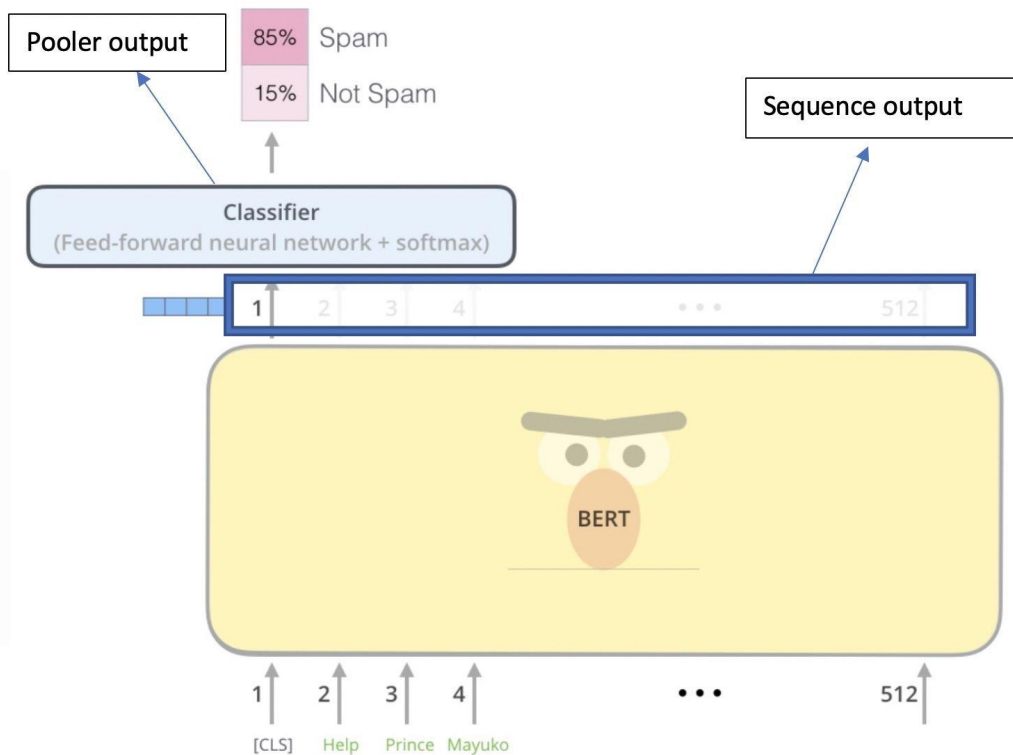 Pooler output
85% Spam
15% Not Spam
Sequence output
Classifier
(Feed-forward neural network + softmax)
1 2 3 4 ••• 512
BERT
1 2 3 4 ••• 512
[CLS] Help Prince Mayuko